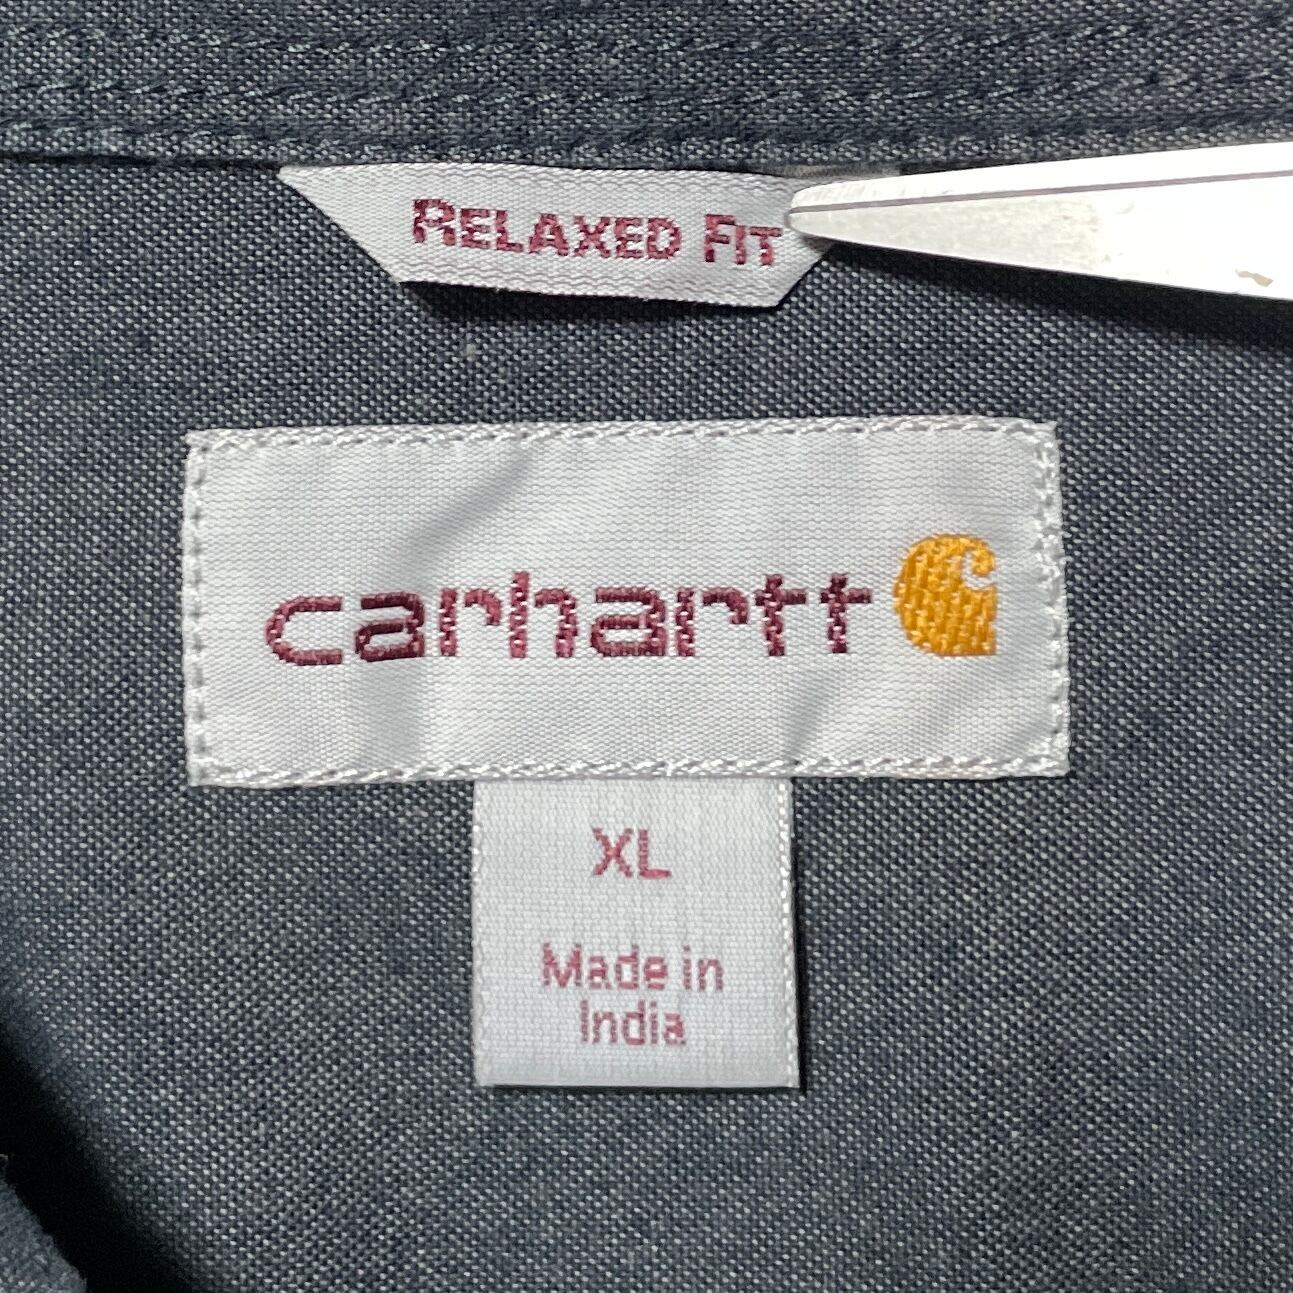 RELAXED FIT
carhartt
XL
Made in
India